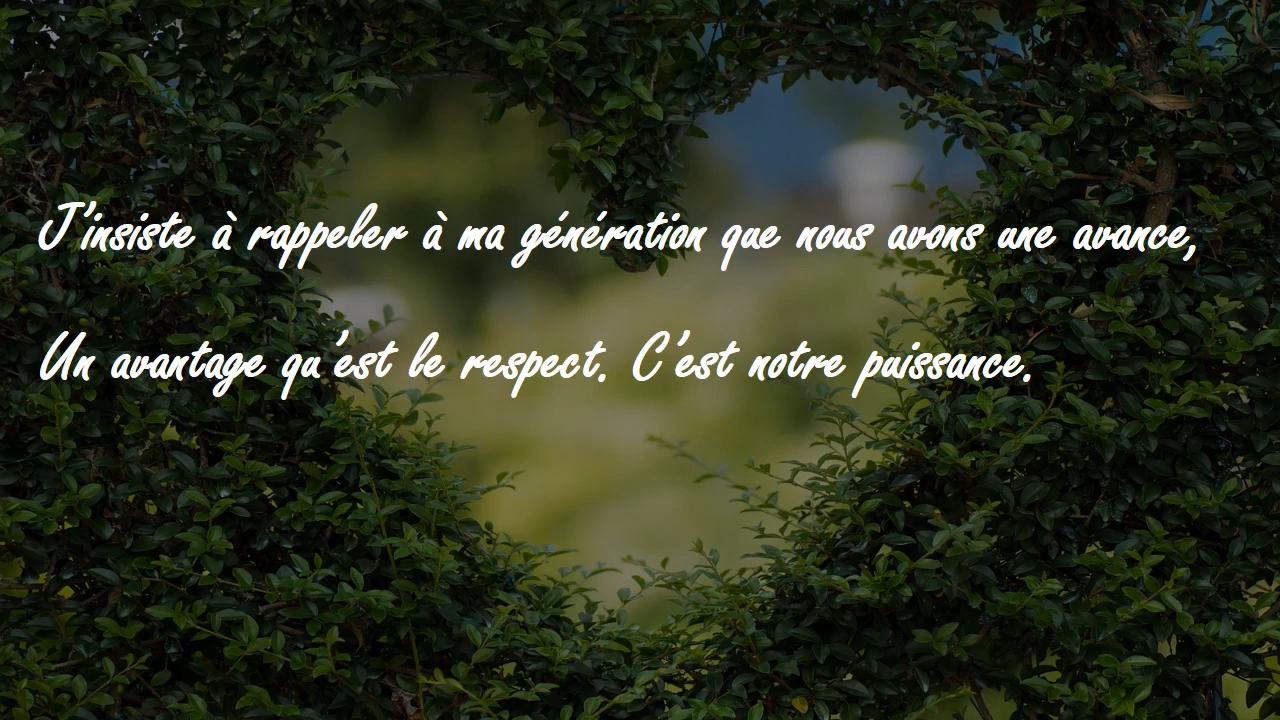 J'insiste à rappeler à ma génération que nous avons une avance,
Un avantage qu'est le respect. C'est notre puissance.